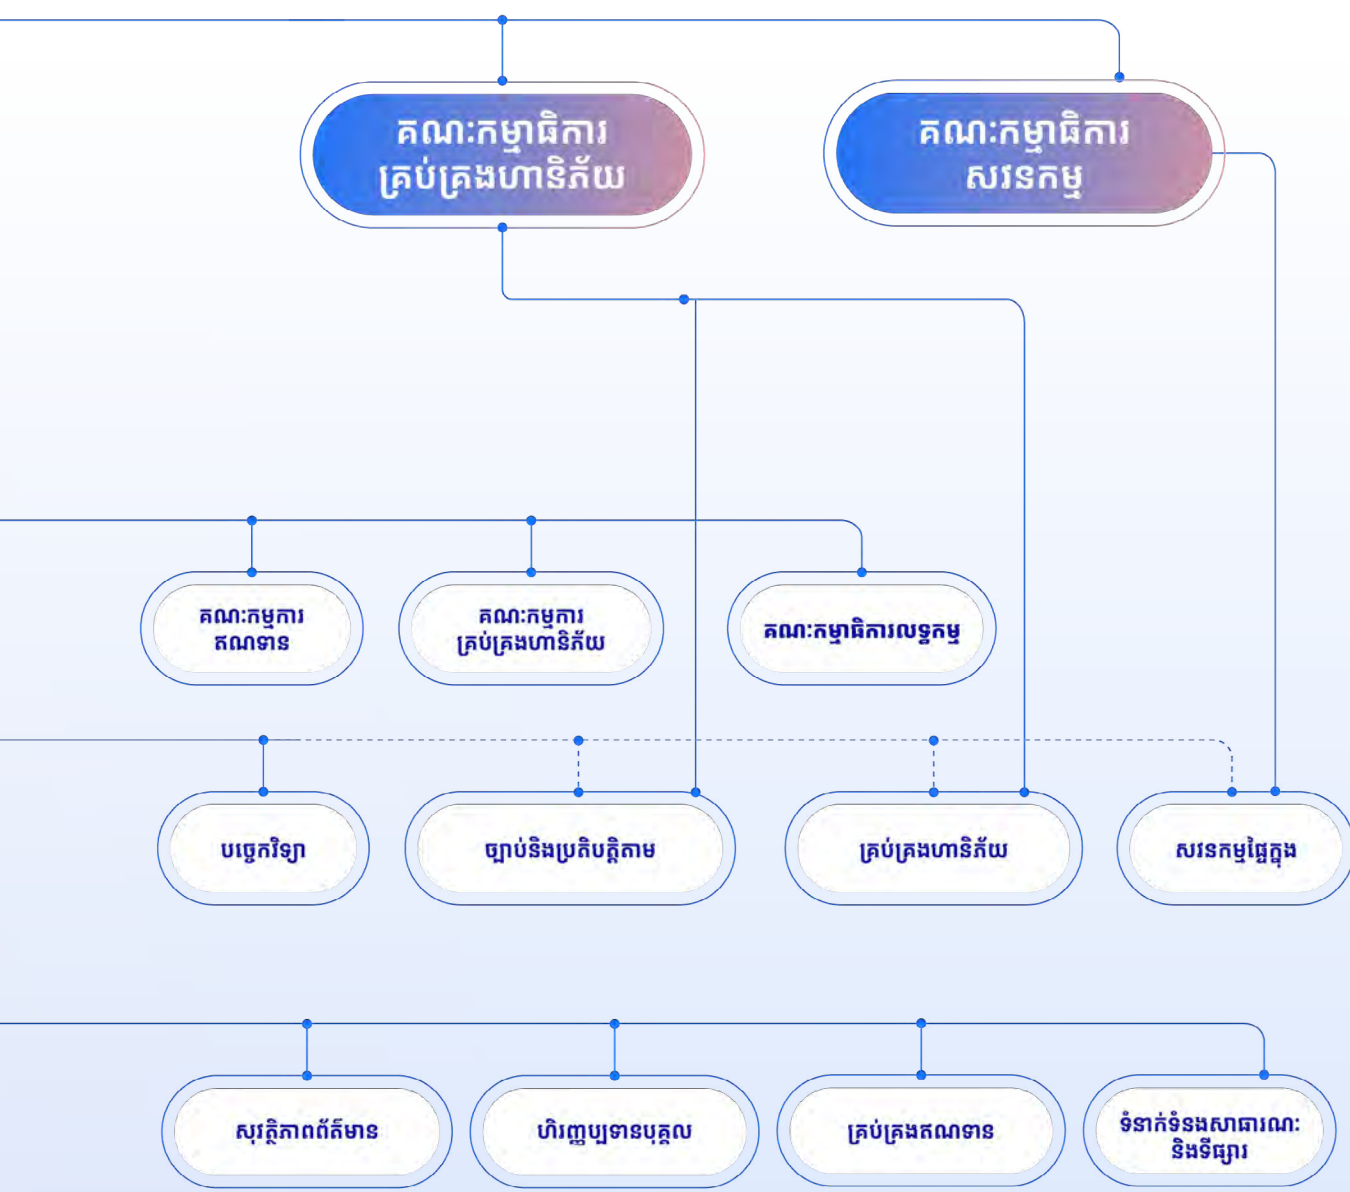 គណៈកម្មាធិការ
គ្រប់គ្រងហានិភ័យ
គណៈកម្មាធិការ
សវនកម្ម
គណៈកម្មការ
ឥណទាន
គណៈកម្មការ
គ្រប់គ្រងហានិភ័យ
គណៈកម្មាធិការលទ្ធកម្ម
បច្ចេកវិទ្យា
ច្បាប់និងប្រតិបត្តិតាម
គ្រប់គ្រងហានិភ័យ
សវនកម្មផ្ទៃក្នុង
សុវត្ថិភាពព័ត៌មាន
ហិរញ្ញប្បទានបុគ្គល
គ្រប់គ្រងឥណទាន
ទំនាក់ទំនងសាធារណៈ
និងទីផ្សារ